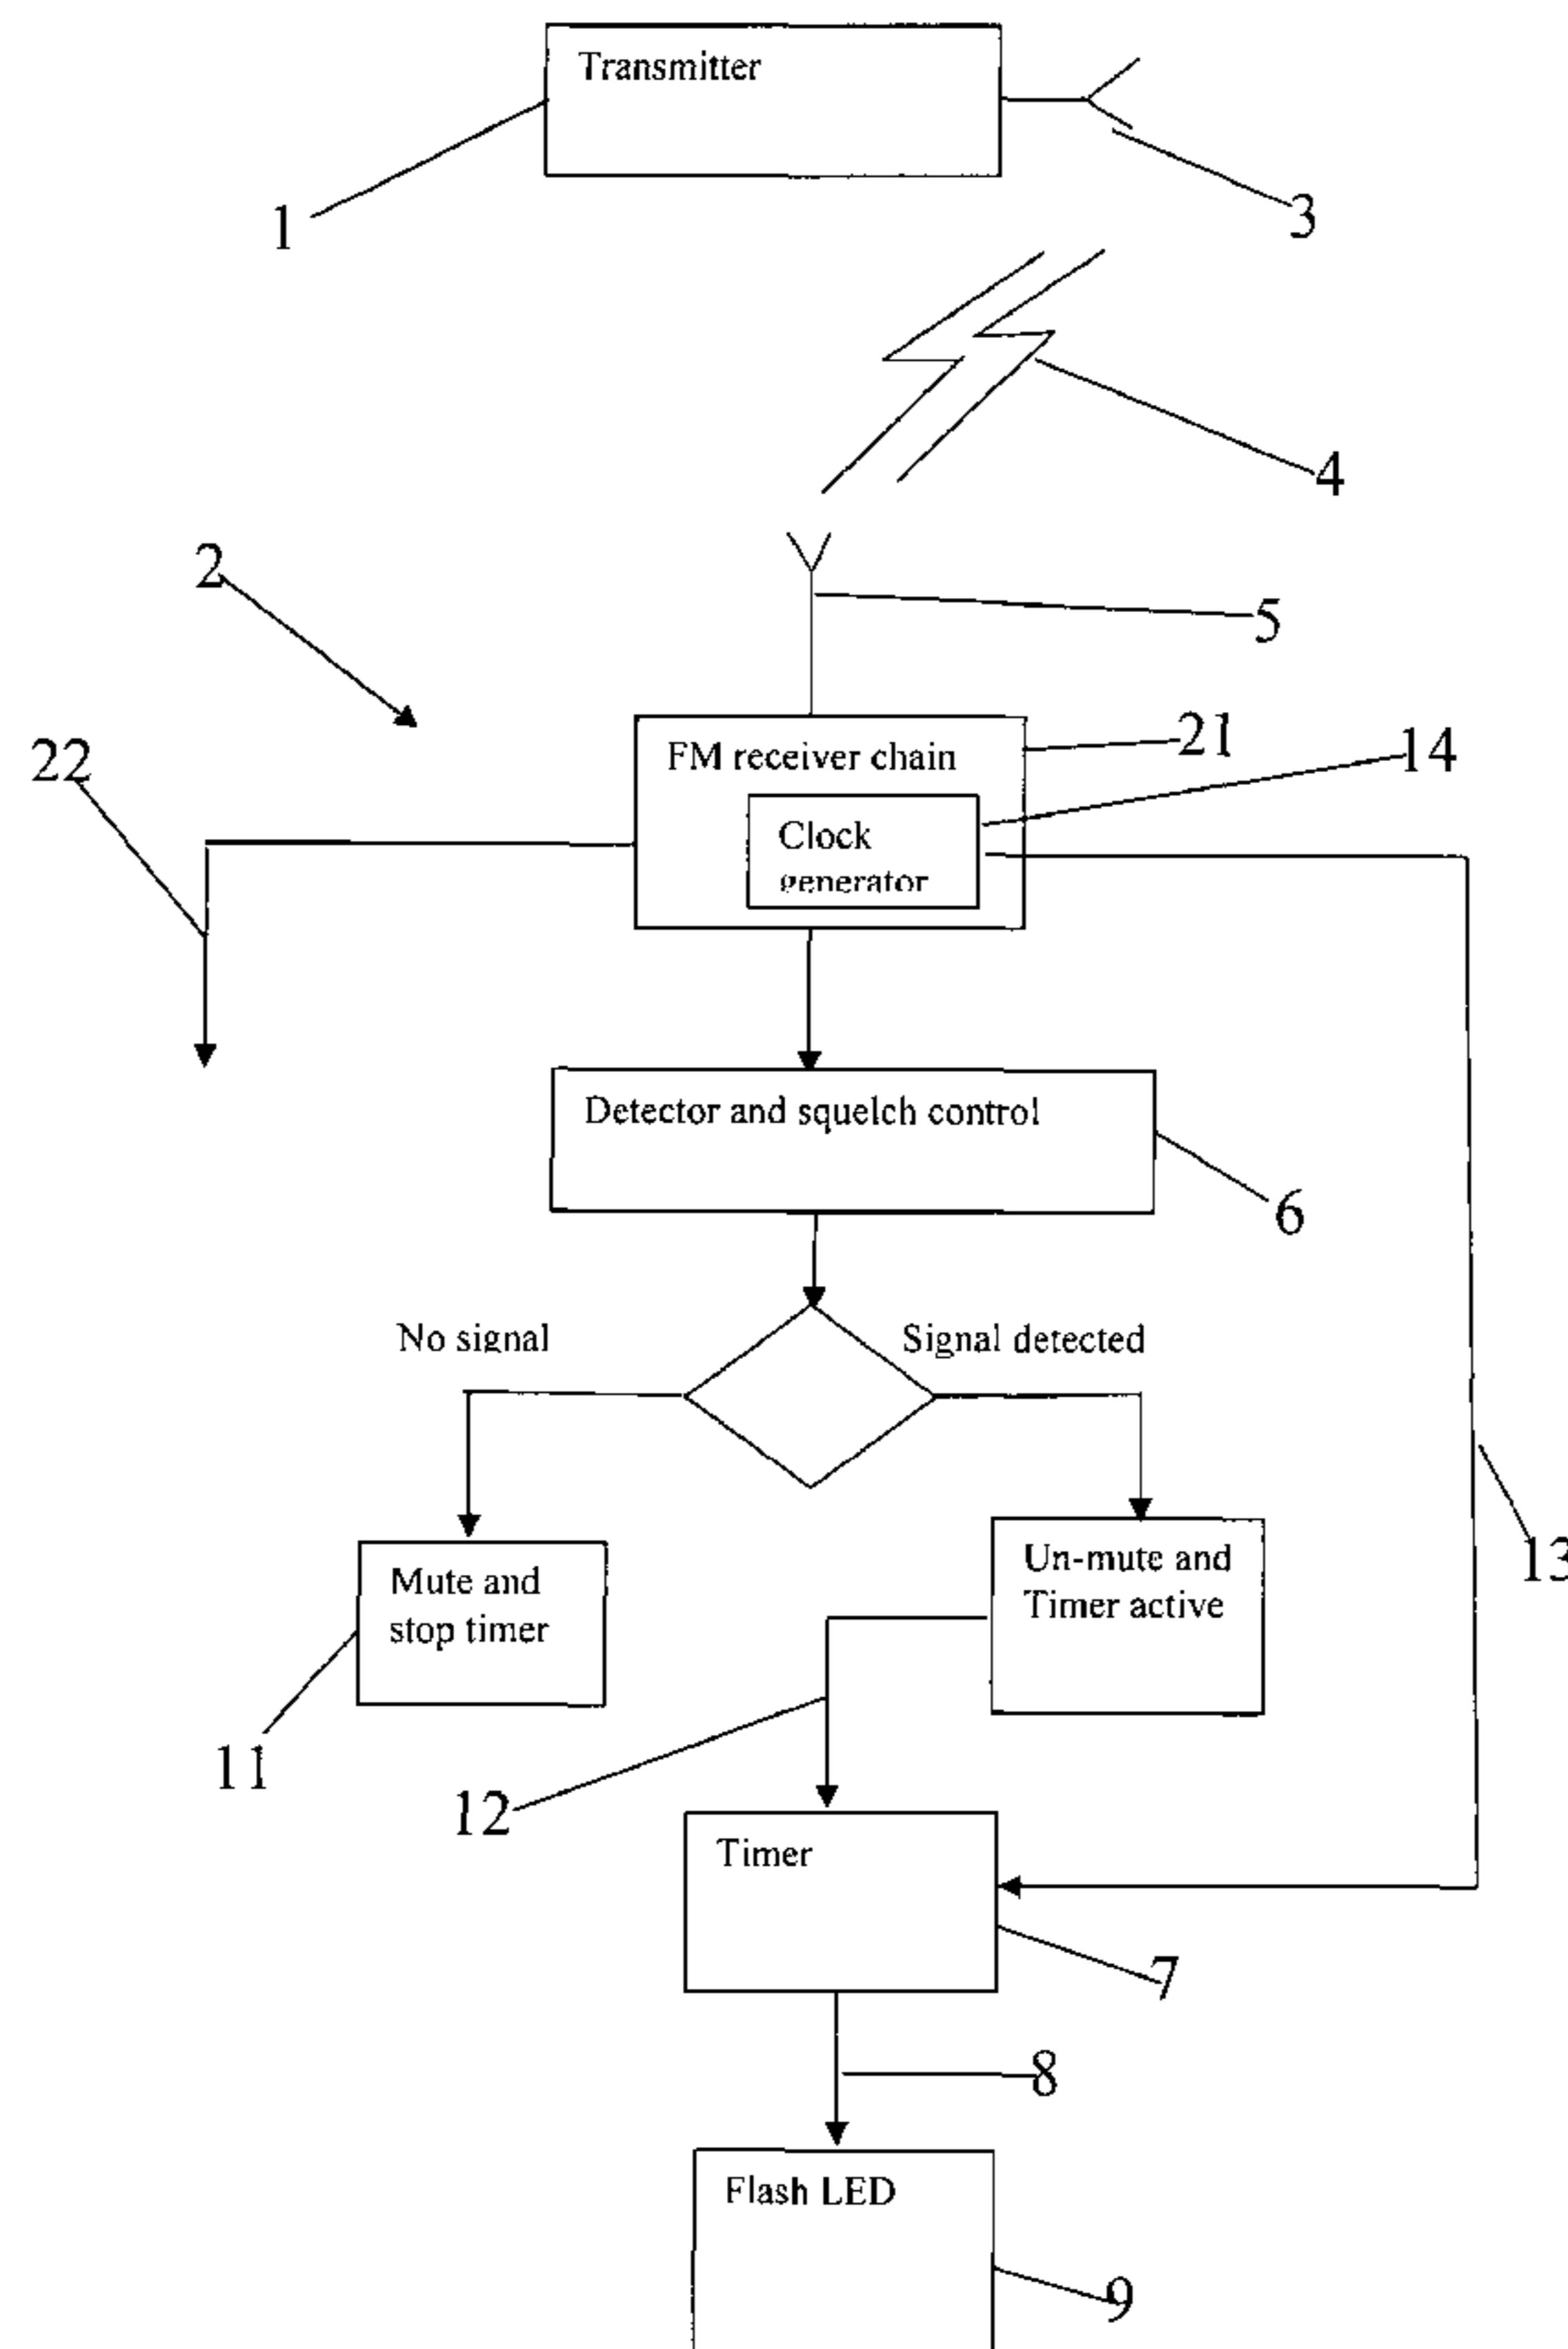 Transmitter
1
3
4
2
5
22
FM receiver chain
21
14
Clock
generator
Detector and squelch control
6
No signal
Signal detected
Mute and
stop timer
Un-mute and
Timer active
13
11
12
Timer
7
8
Flash LED
9